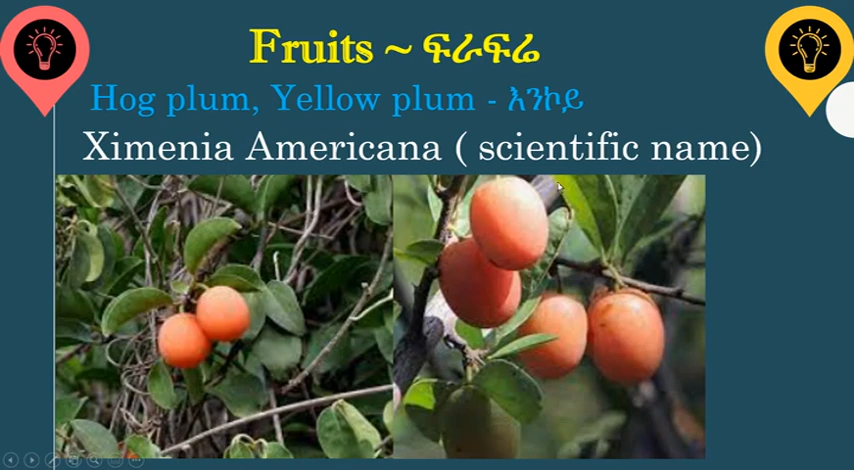 Fruits ~ ፍራፍሬ
Hog plum, Yellow plum - እንኮይ
Ximenia Americana ( scientific name)